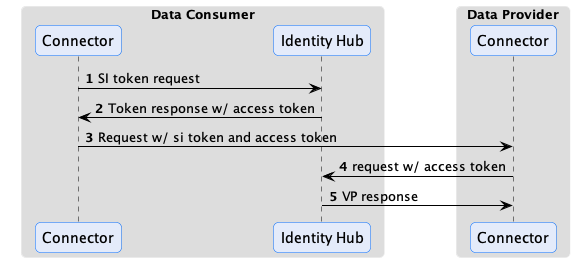 Data Consumer
Data Provider
Connector
Identity Hub
Connector
1 SI token request
2 Token response w/ access token
3 Request w/ si token and access token
4 request w/ access token
5 VP response
Connector
Identity Hub
Connector